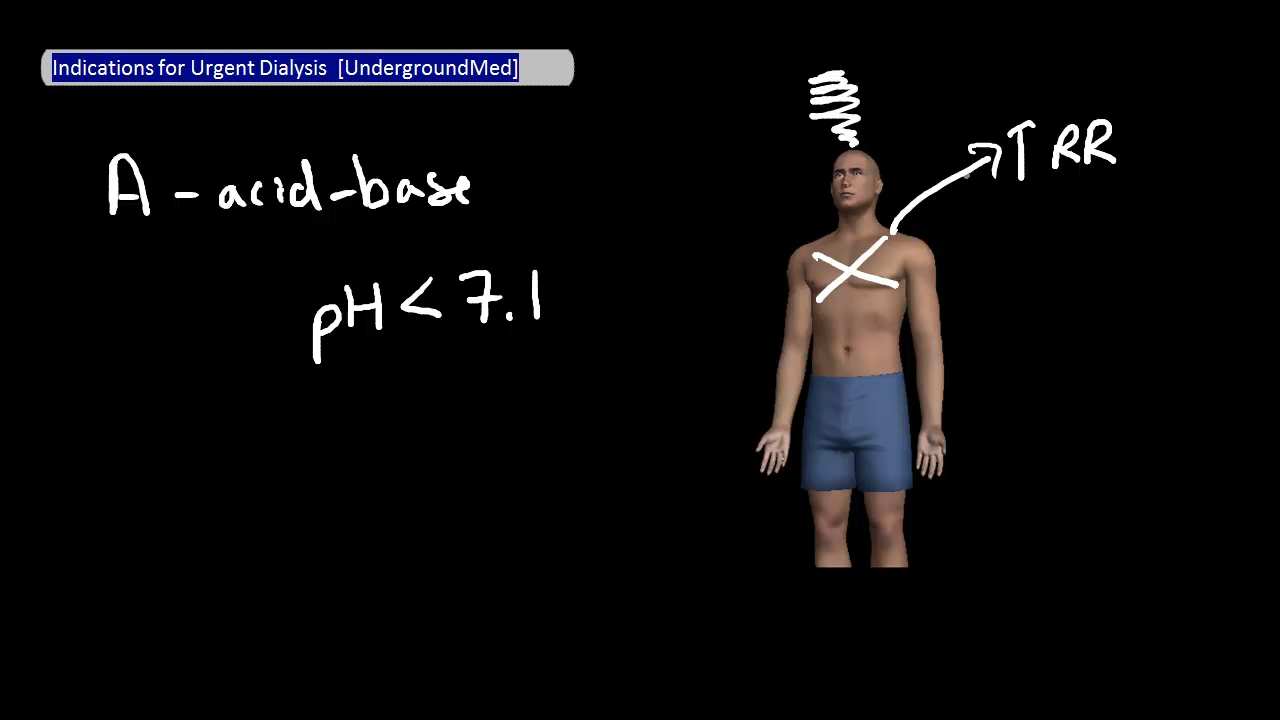 Indications for Urgent Dialysis [UndergroundMed]
A - acid-base
pH < 7.1
↑ RR